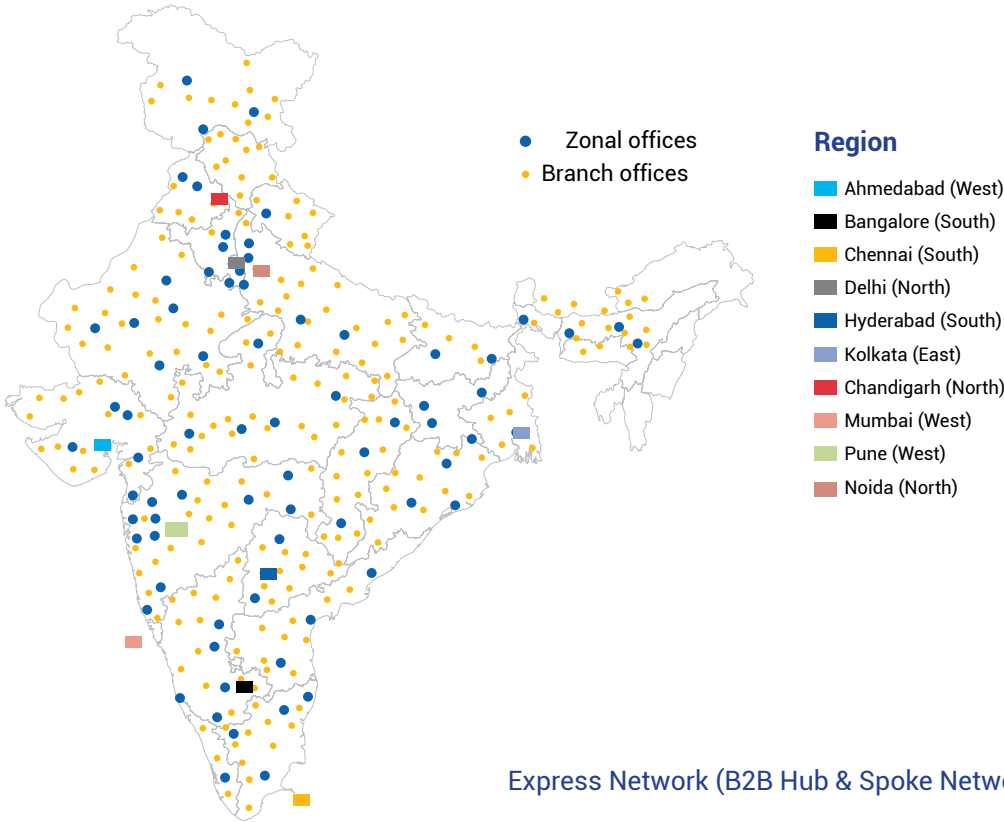 Zonal offices
Branch offices
Region
Ahmedabad (West)
Bangalore (South)
Chennai (South)
Delhi (North)
Hyderabad (South)
Kolkata (East)
Chandigarh (North)
Mumbai (West)
Pune (West)
Noida (North)
Express Network (B2B Hub & Spoke Netw